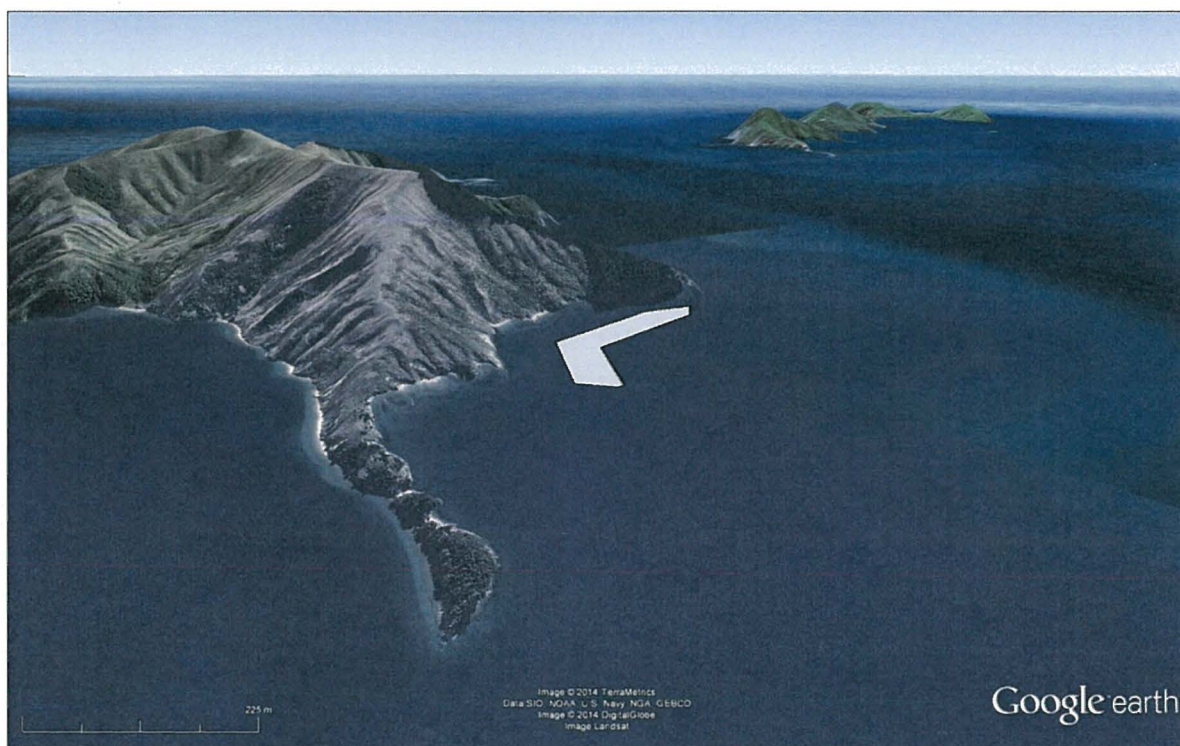 225 m
Image © 2014 TerraMetrics
Data SIO, NOAA, U.S. Navy, NGA, GEBCO
Image © 2014 DigitalGlobe
Image Landsat
Google earth